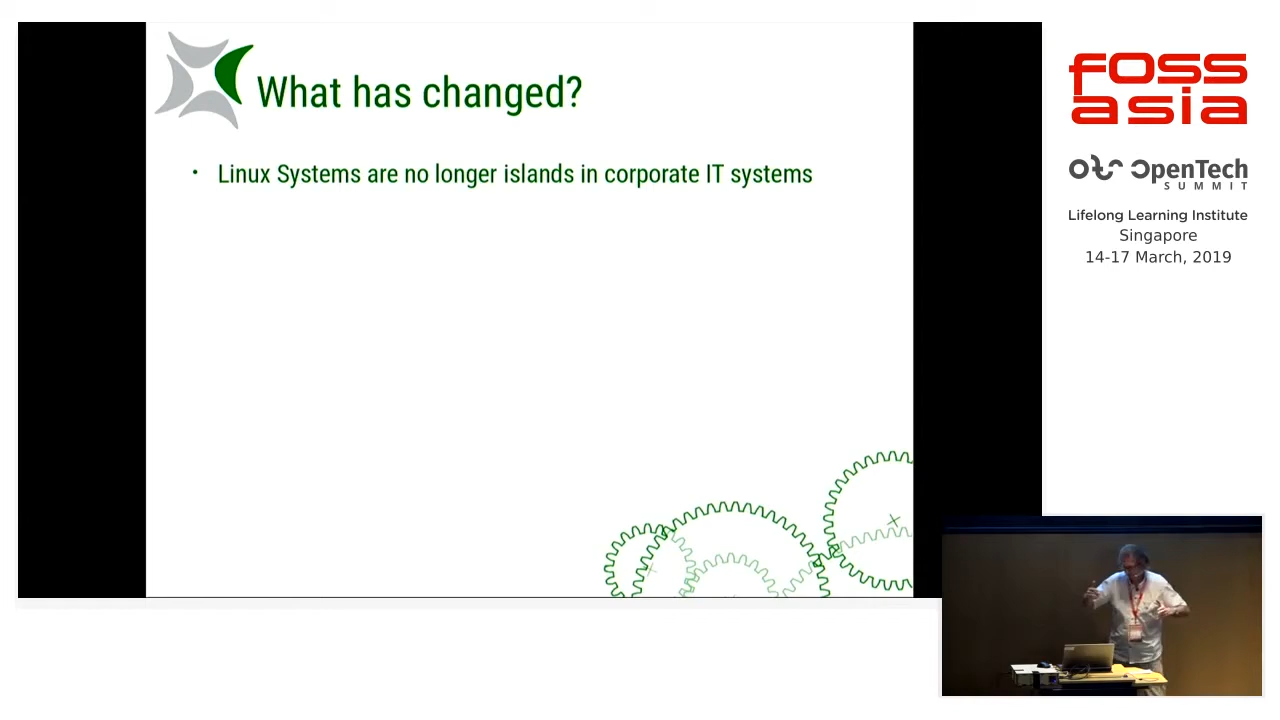 What has changed?
• Linux Systems are no longer islands in corporate IT systems
FOSS
asia
OpenTech
SUMMIT
Lifelong Learning Institute
Singapore
14-17 March, 2019